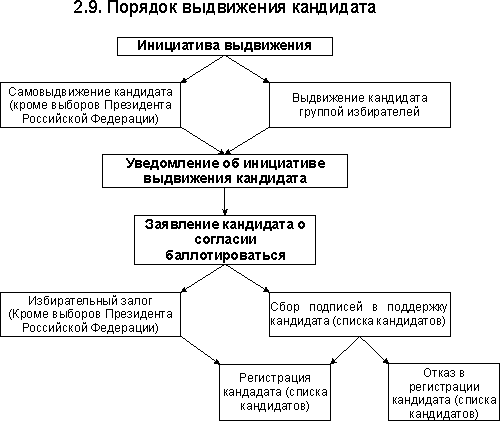 2.9. Порядок выдвижения кандидата
Инициатива выдвижения
Самовыдвижение кандидата
(кроме выборов Президента
Российской Федерации)
Выдвижение кандидата
группой избирателей
Уведомление об инициативе
выдвижения кандидата
Заявление кандидата о
согласии
баллотироваться
Избирательный залог
(Кроме выборов Президента
Российской Федерации)
Сбор подписей в поддержку
кандидата (списка кандидатов)
Регистрация
кандадата (списка
кандидатов)
Отказ в
регистрации
кандидата (списка
кандидатов)